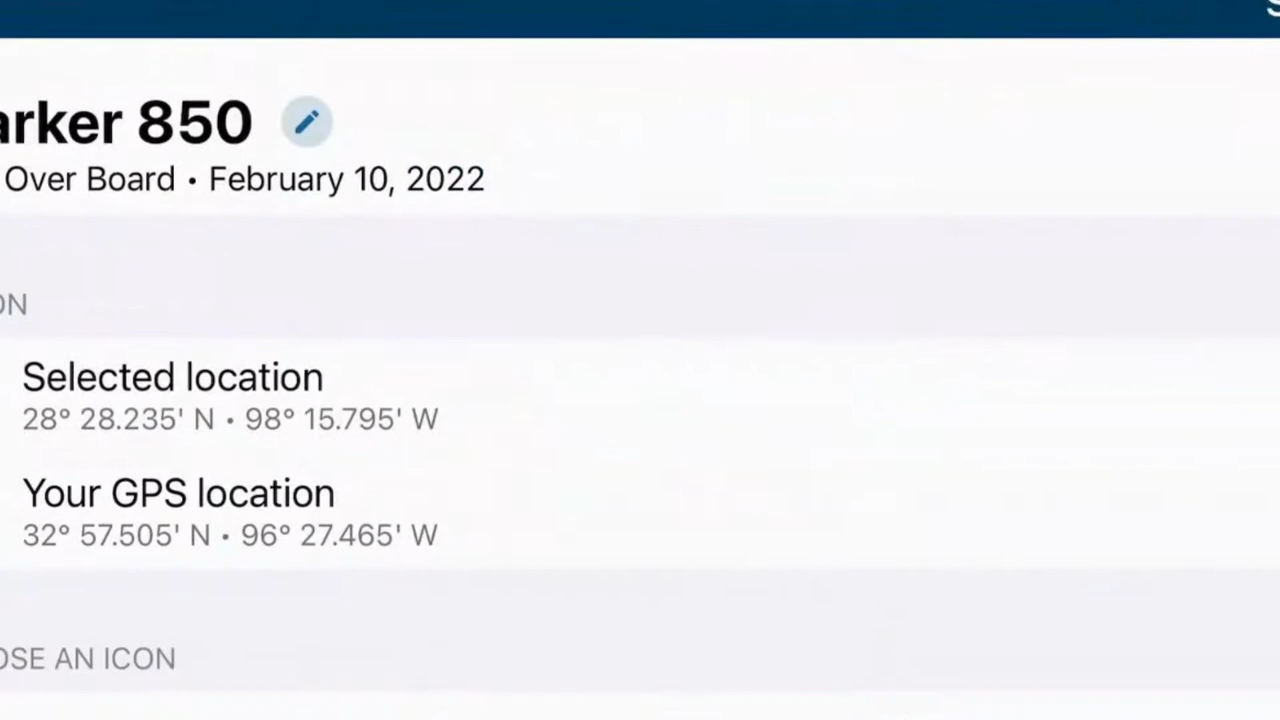 arker 850
Over Board • February 10, 2022
ON
Selected location
28° 28.235' N • 98° 15.795' W
Your GPS location
32° 57.505' N • 96° 27.465' W
OSE AN ICON